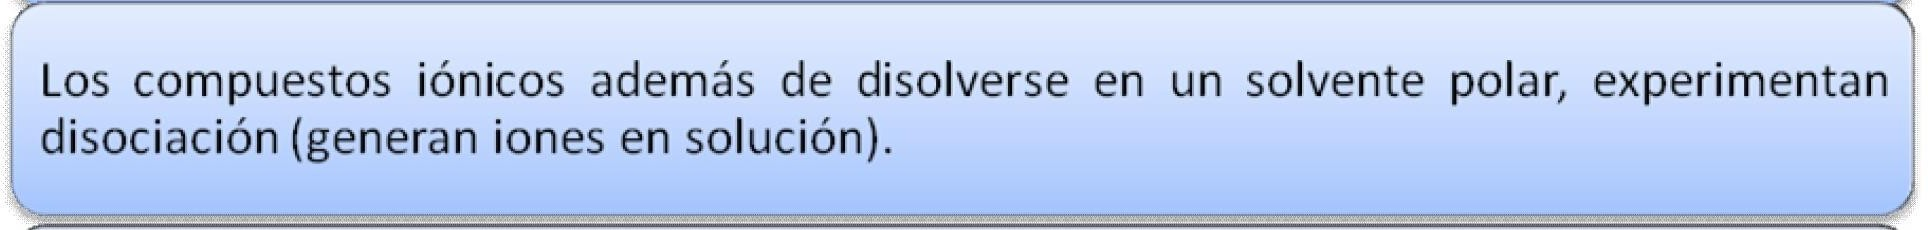 Los compuestos iónicos además de disolverse en un solvente polar, experimentan
disociación (generan iones en solución).